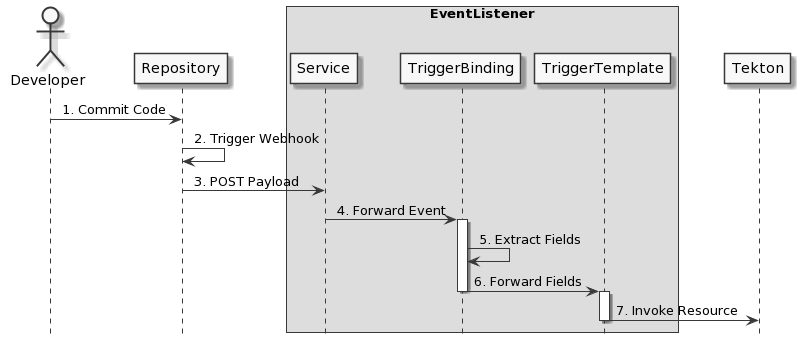 EventListener
Developer
Repository
Service
TriggerBinding
TriggerTemplate
Tekton
1. Commit Code
2. Trigger Webhook
3. POST Payload
4. Forward Event
5. Extract Fields
6. Forward Fields
7. Invoke Resource